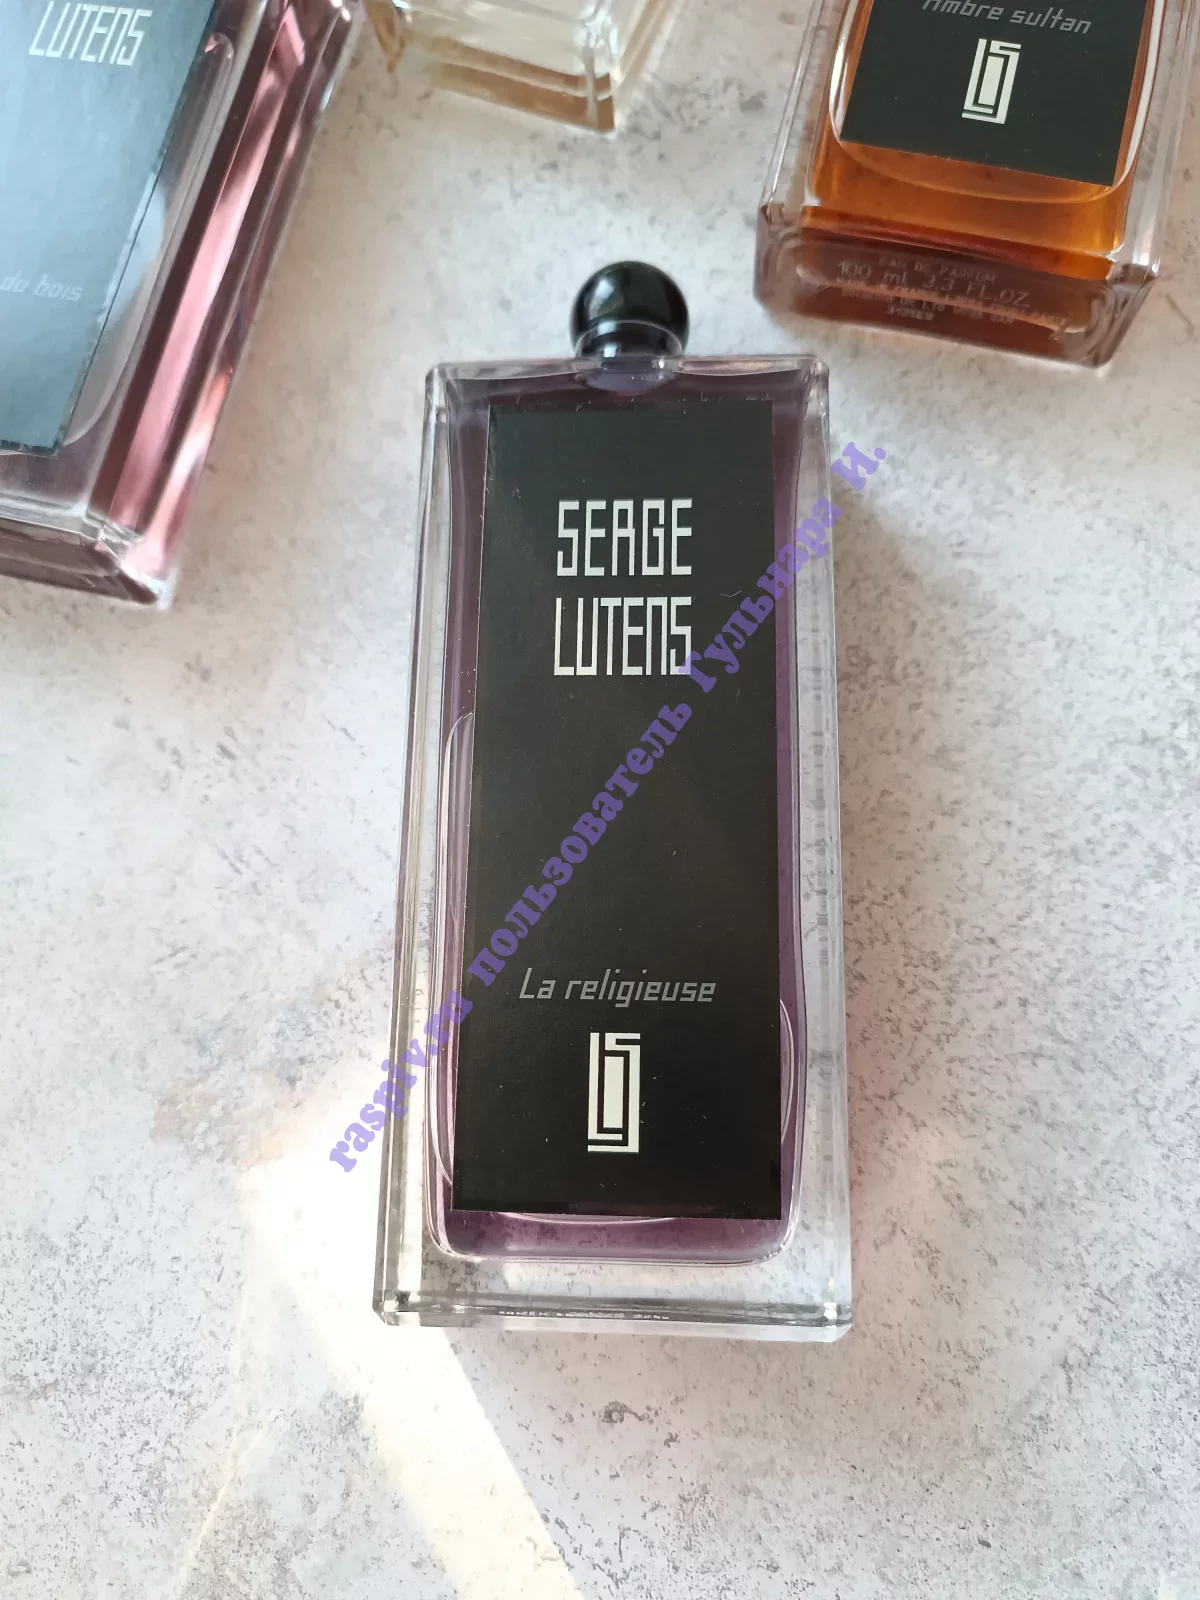 LUTENS
du bois
Ambre sultan
EAU DE PARFUM
100 ml 3.3 FL.OZ.
SERGE
LUTENS
La religieuse
raspiv.ru пользователь Гульнара И.